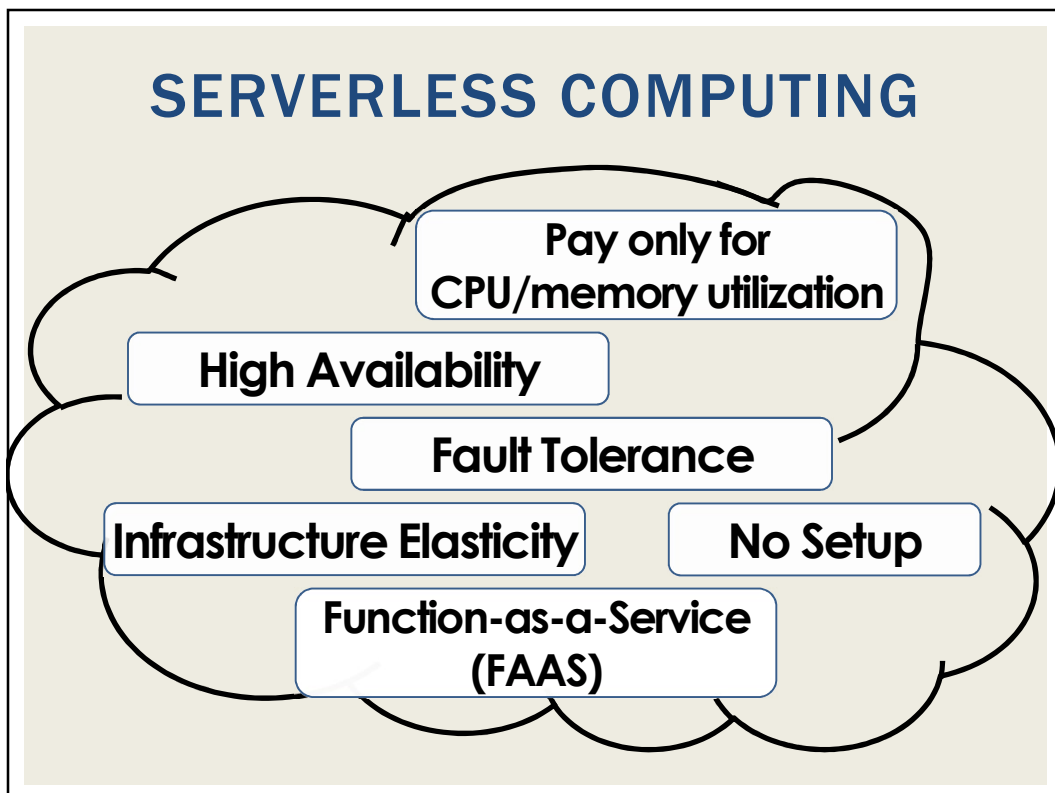 SERVERLESS COMPUTING
Pay only for
CPU/memory utilization
High Availability
Fault Tolerance
Infrastructure Elasticity
No Setup
Function-as-a-Service
(FAAS)